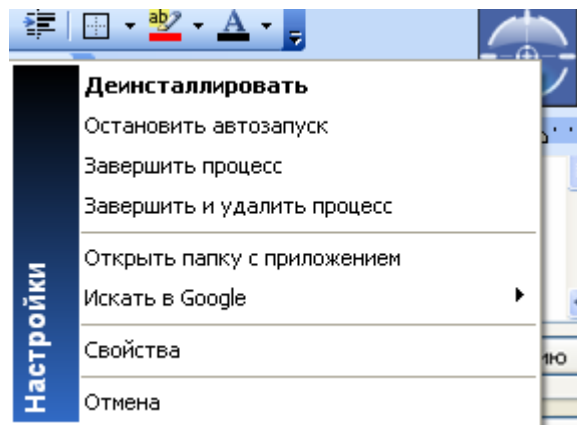 Деинсталлировать
Остановить автозапуск
Завершить процесс
Завершить и удалить процесс
Открыть папку с приложением
Искать в Google
Свойства
Отмена
Настройки